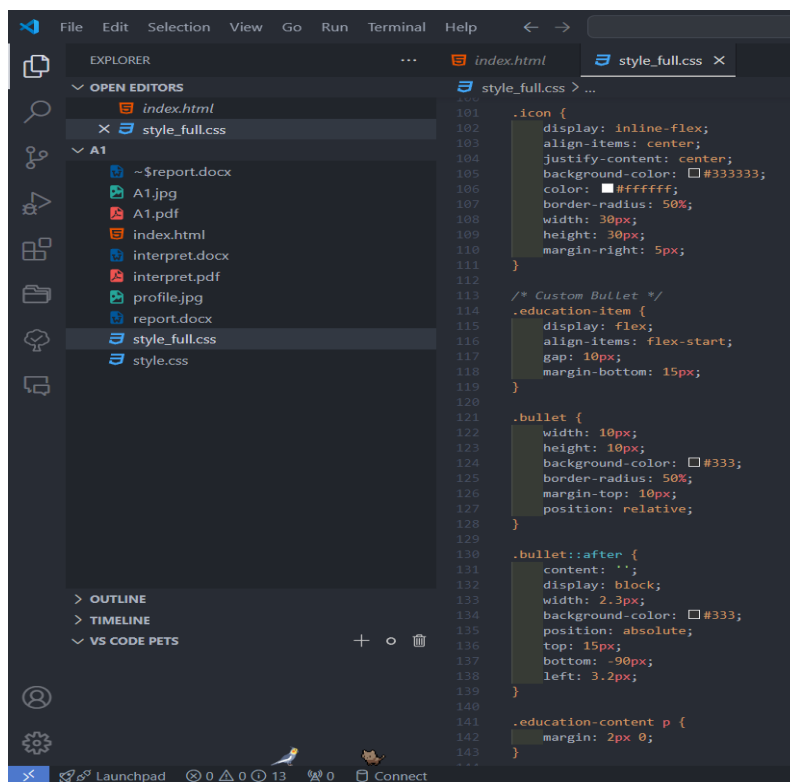 File Edit Selection View Go Run Terminal Help
EXPLORER
OPEN EDITORS
index.html
style_full.css
A1
~$report.docx
A1.jpg
A1.pdf
index.html
interpret.docx
interpret.pdf
profile.jpg
report.docx
style_full.css
style.css
OUTLINE
TIMELINE
VS CODE PETS
index.html style_full.css
style_full.css > ...
100
101 .icon {
102 display: inline-flex;
103 align-items: center;
104 justify-content: center;
105 background-color: #333333;
106 color: #ffffff;
107 border-radius: 50%;
108 width: 30px;
109 height: 30px;
110 margin-right: 5px;
111 }
112
113 /* Custom Bullet */
114 .education-item {
115 display: flex;
116 align-items: flex-start;
117 gap: 10px;
118 margin-bottom: 15px;
119 }
120
121 .bullet {
122 width: 10px;
123 height: 10px;
124 background-color: #333;
125 border-radius: 50%;
126 margin-top: 10px;
127 position: relative;
128 }
129
130 .bullet::after {
131 content: '';
132 display: block;
133 width: 2.3px;
134 background-color: #333;
135 position: absolute;
136 top: 15px;
137 bottom: -90px;
138 left: 3.2px;
139 }
140
141 .education-content p {
142 margin: 2px 0;
143 }
Launchpad 0 0 13 0 Connect